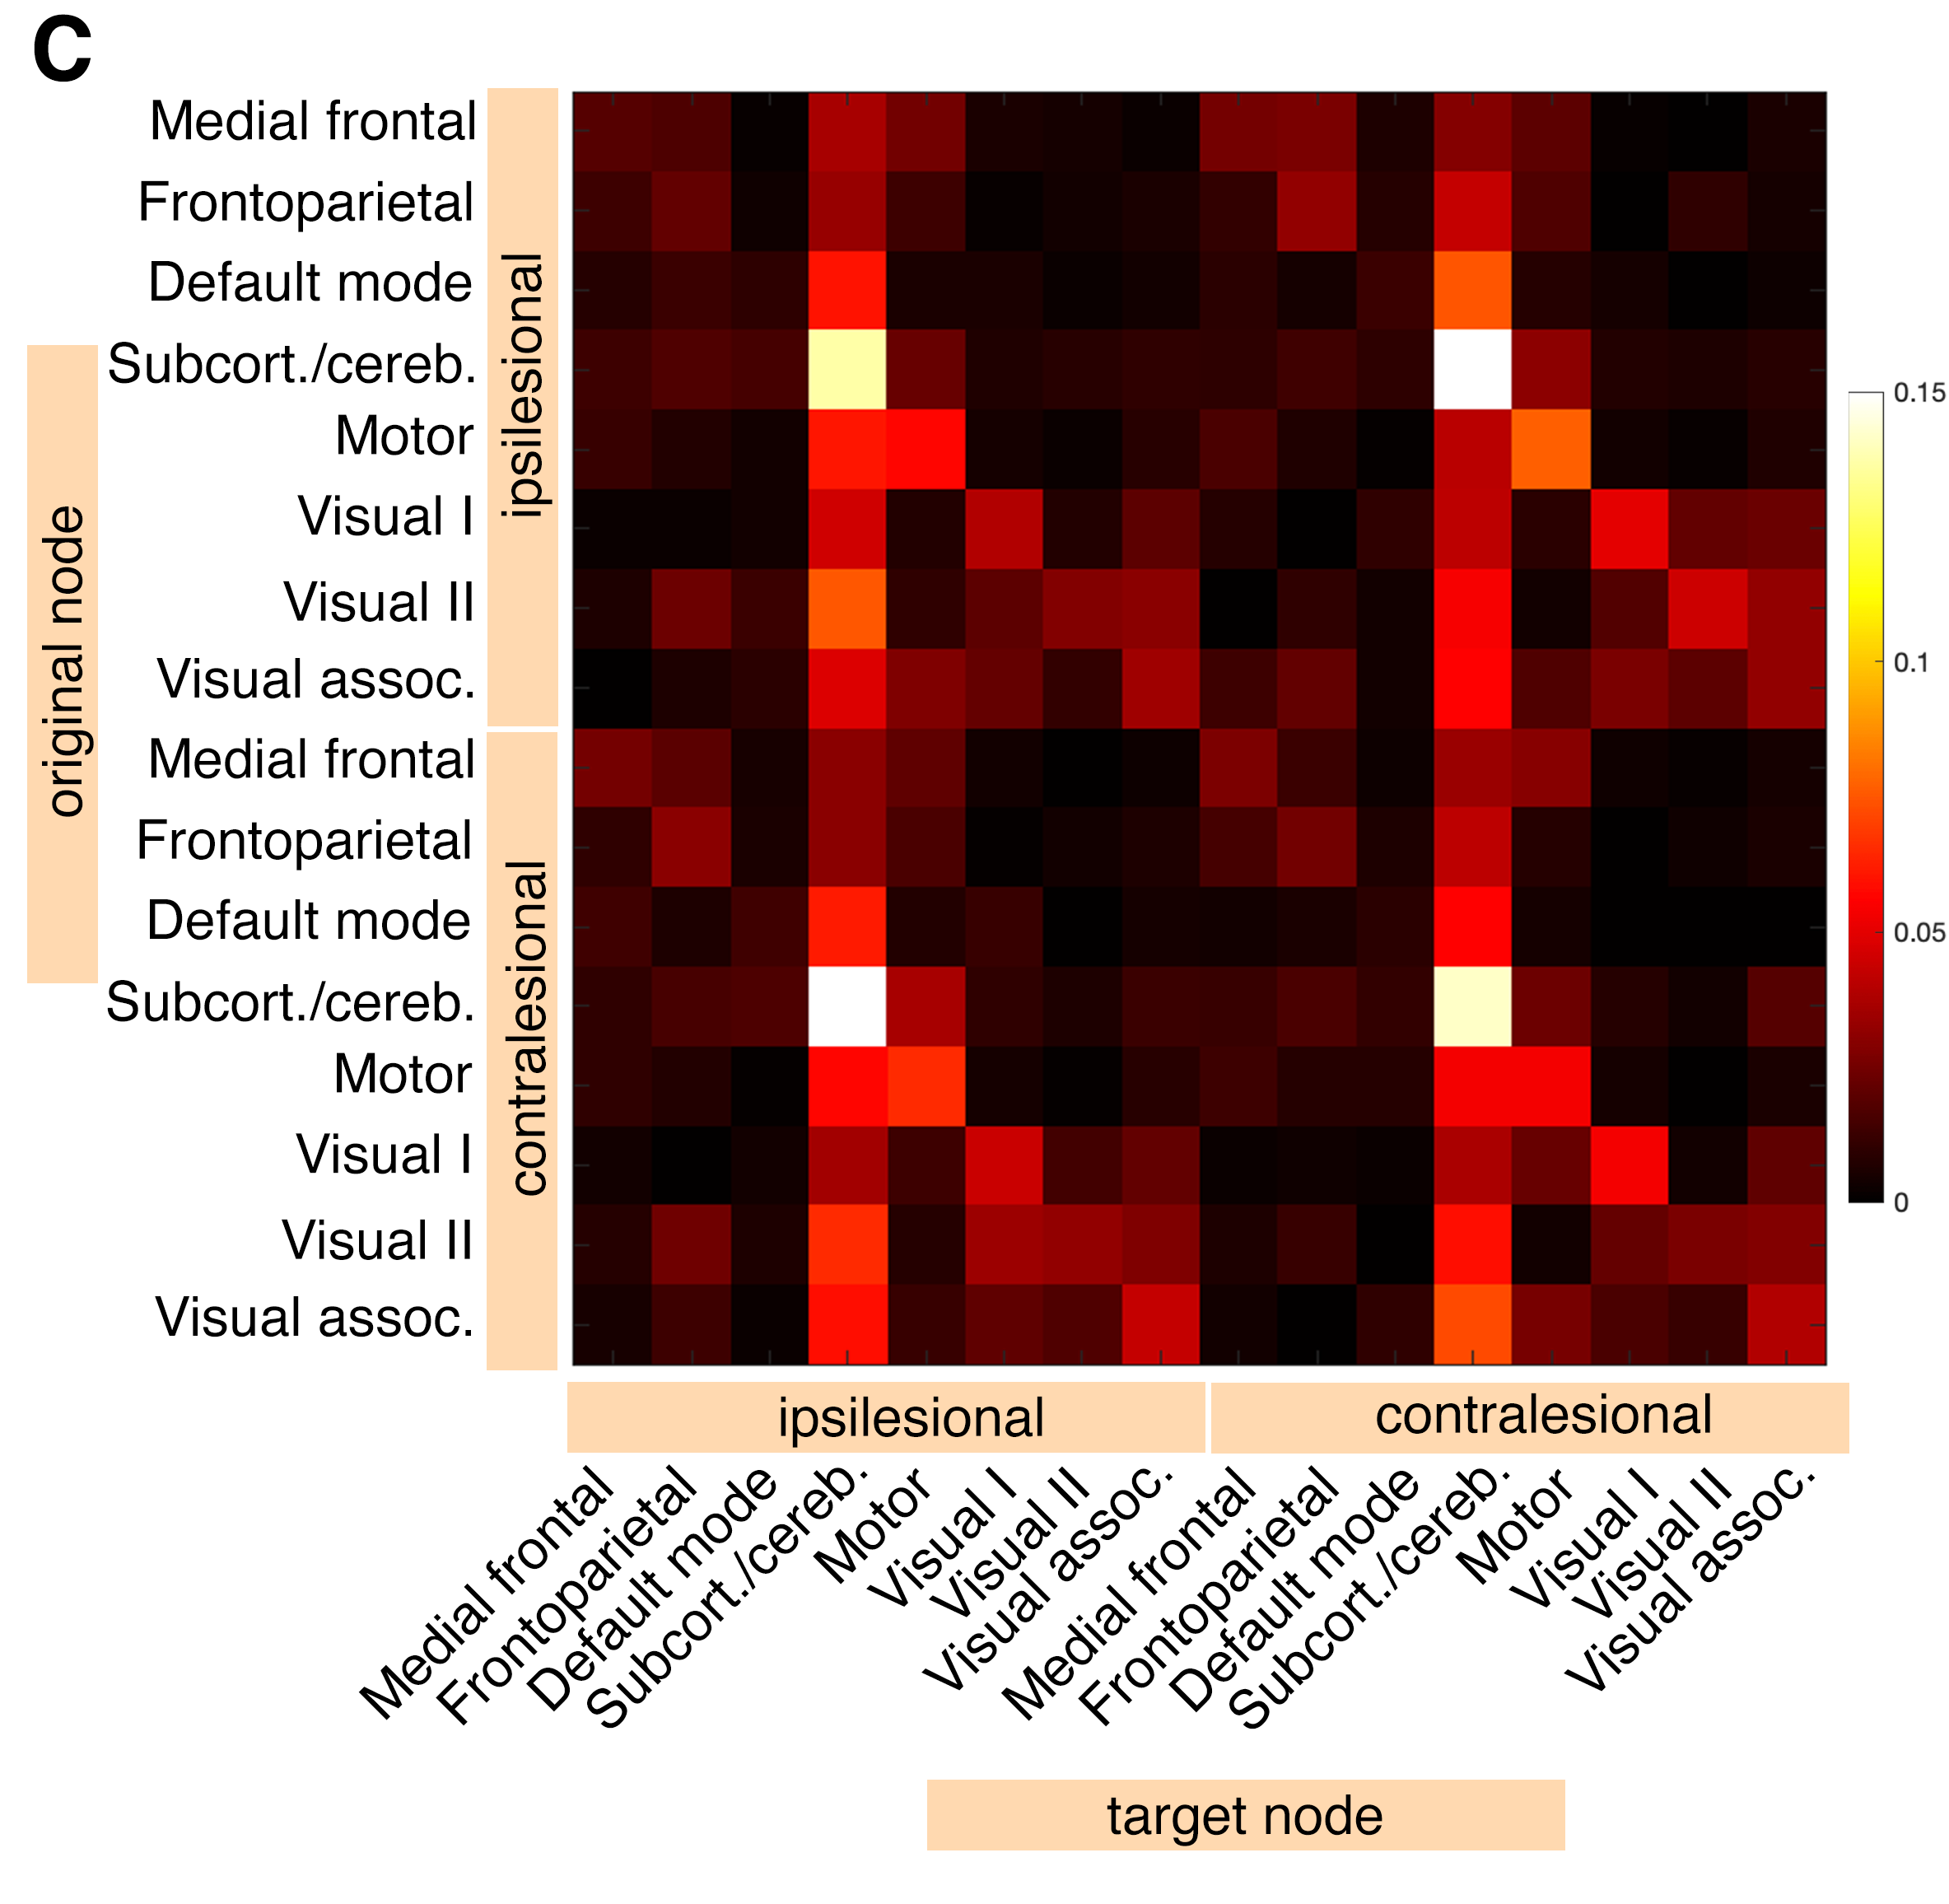 C
original node
ipsilesional
Medial frontal
Frontoparietal
Default mode
Subcort./cereb.
Motor
Visual I
Visual II
Visual assoc.
contralesional
Medial frontal
Frontoparietal
Default mode
Subcort./cereb.
Motor
Visual I
Visual II
Visual assoc.
0.15
0.1
0.05
0
ipsilesional
contralesional
Medial frontal
Frontoparietal
Default mode
Subcort./cereb.
Motor
Visual I
Visual II
Visual assoc.
Medial frontal
Frontoparietal
Default mode
Subcort./cereb.
Motor
Visual I
Visual II
Visual assoc.
target node